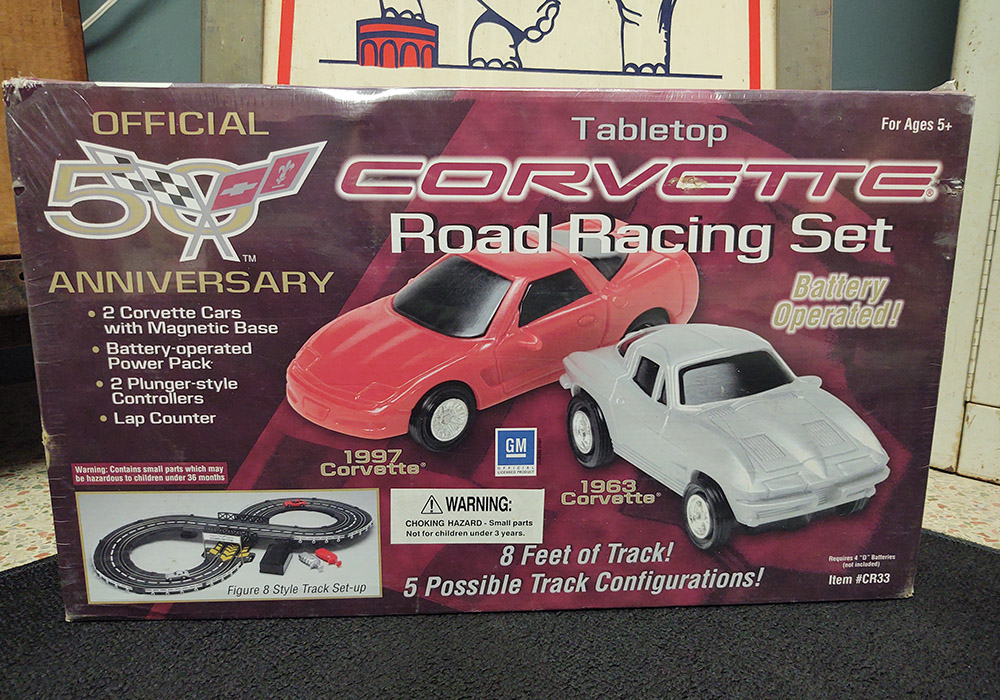 OFFICIAL
50
TM
ANNIVERSARY
• 2 Corvette Cars
with Magnetic Base
• Battery-operated
Power Pack
• 2 Plunger-style
Controllers
• Lap Counter
Warning: Contains small parts which may
be hazardous to children under 36 months
Figure 8 Style Track Set-up
Tabletop
For Ages 5+
CORVETTE®
Road Racing Set
Battery
Operated!
1997
Corvette®
GM
OFFICIAL
LICENSED PRODUCT
1963
Corvette®
⚠ WARNING:
CHOKING HAZARD - Small parts
Not for children under 3 years.
8 Feet of Track!
5 Possible Track Configurations!
Requires 4 "D" Batteries
(not included)
Item #CR33